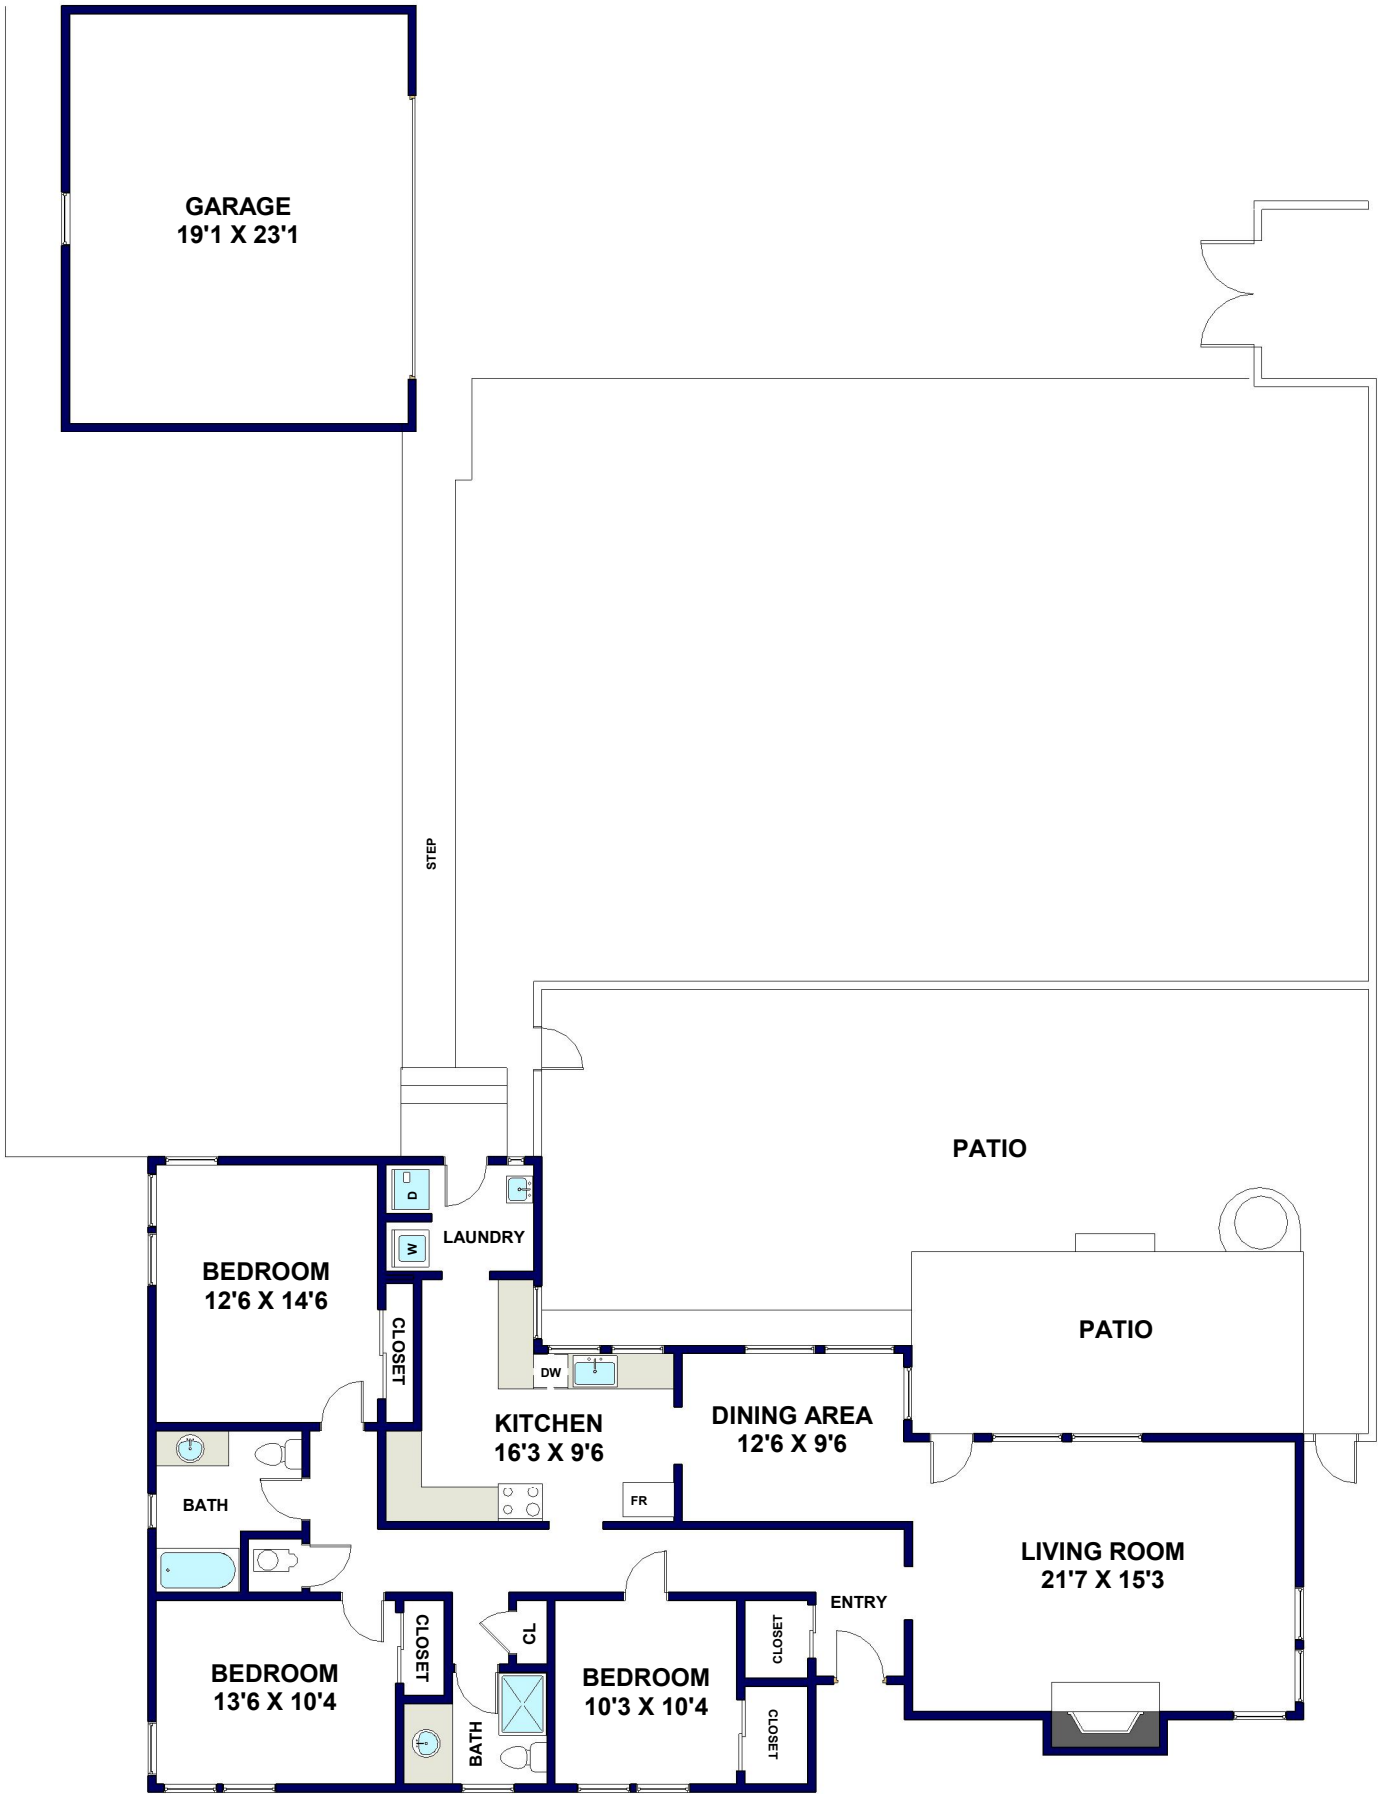 GARAGE
19'1 X 23'1
STEP
PATIO
D
W
LAUNDRY
BEDROOM
12'6 X 14'6
CLOSET
PATIO
DW
KITCHEN
16'3 X 9'6
DINING AREA
12'6 X 9'6
FR
BATH
LIVING ROOM
21'7 X 15'3
ENTRY
BEDROOM
13'6 X 10'4
CLOSET
CL
BATH
BEDROOM
10'3 X 10'4
CLOSET
CLOSET